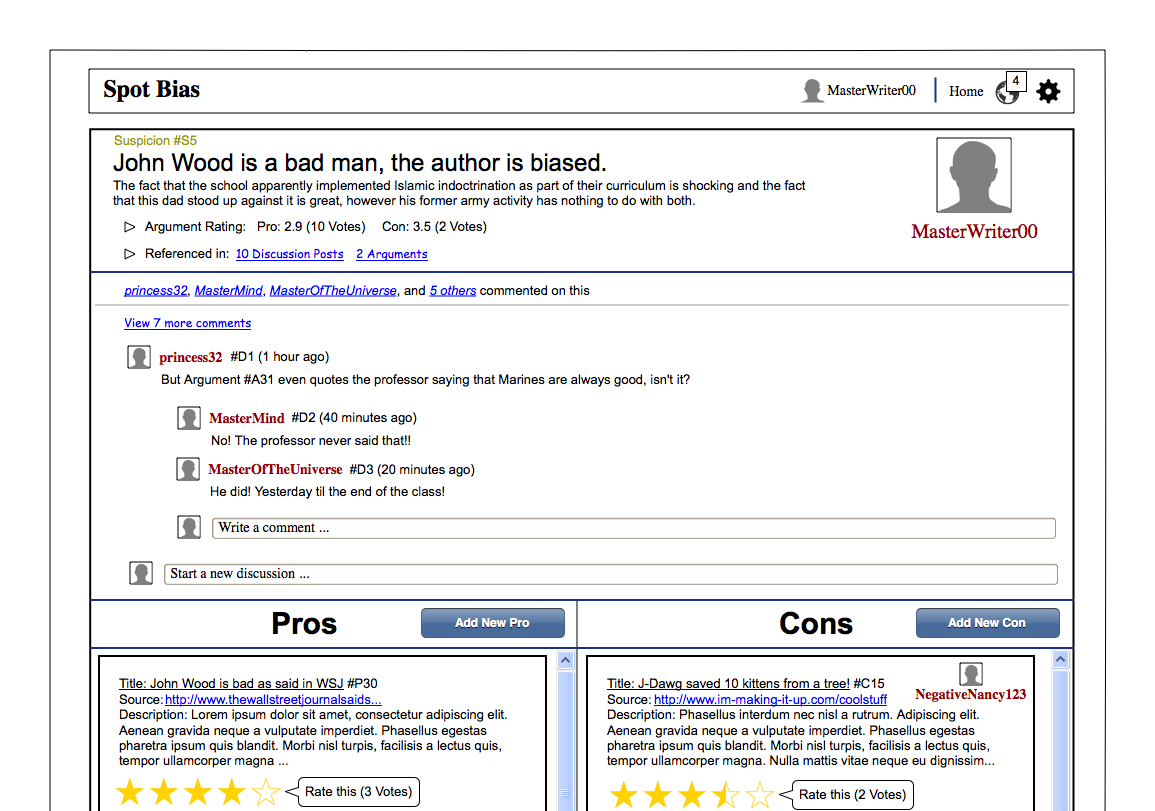 Spot Bias
MasterWriter00
Home
4
Suspicion #S5
John Wood is a bad man, the author is biased.
The fact that the school apparently implemented Islamic indoctrination as part of their curriculum is shocking and the fact
that this dad stood up against it is great, however his former army activity has nothing to do with both.
MasterWriter00
Argument Rating: Pro: 2.9 (10 Votes) Con: 3.5 (2 Votes)
Referenced in: 10 Discussion Posts 2 Arguments
princess32, MasterMind, MasterOfTheUniverse, and 5 others commented on this
View 7 more comments
princess32 #D1 (1 hour ago)
But Argument #A31 even quotes the professor saying that Marines are always good, isn't it?
MasterMind #D2 (40 minutes ago)
No! The professor never said that!!
MasterOfTheUniverse #D3 (20 minutes ago)
He did! Yesterday til the end of the class!
Write a comment ...
Start a new discussion ...
Pros
Add New Pro
Title: John Wood is bad as said in WSJ #P30
Source: http://www.thewallstreetjournalsaids...
Description: Lorem ipsum dolor sit amet, consectetur adipiscing elit.
Aenean gravida neque a vulputate imperdiet. Phasellus egestas
pharetra ipsum quis blandit. Morbi nisl turpis, facilisis a lectus quis,
tempor ullamcorper magna ...
Rate this (3 Votes)
Cons
Add New Con
Title: J-Dawg saved 10 kittens from a tree! #C15
NegativeNancy123
Source: http://www.im-making-it-up.com/coolstuff
Description: Phasellus interdum nec nisl a rutrum. Adipiscing elit.
Aenean gravida neque a vulputate imperdiet. Phasellus egestas
pharetra ipsum quis blandit. Morbi nisl turpis, facilisis a lectus quis,
tempor ullamcorper magna. Nulla mattis vitae neque eu dignissim...
Rate this (2 Votes)